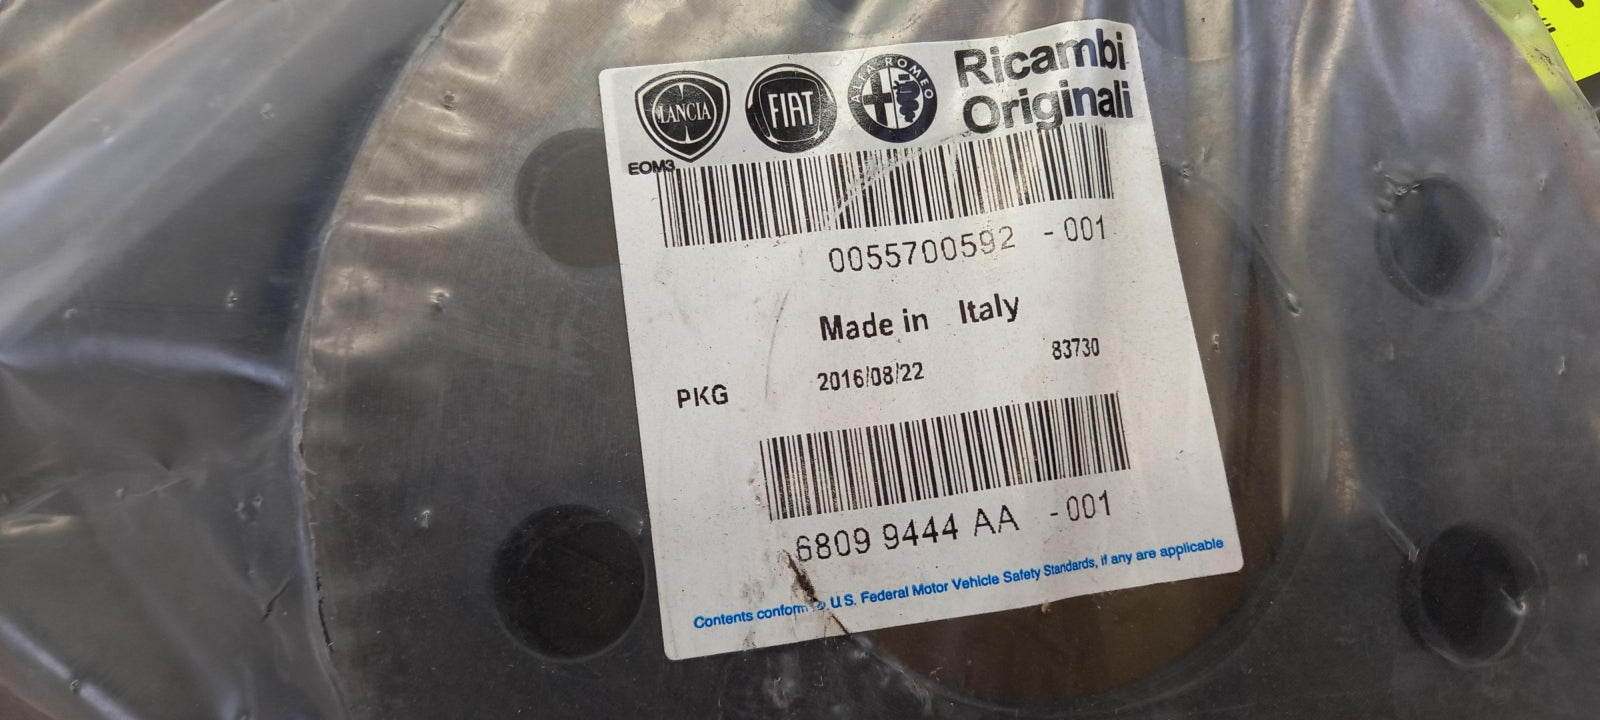 LANCIA
FIAT
ALFA ROMEO
Ricambi
Originali
EOM3
0055700592 - 001
Made in Italy
83730
PKG 2016/08/22
6809 9444 AA - 001
Contents conform U.S. Federal Motor Vehicle Safety Standards, if any are applicable